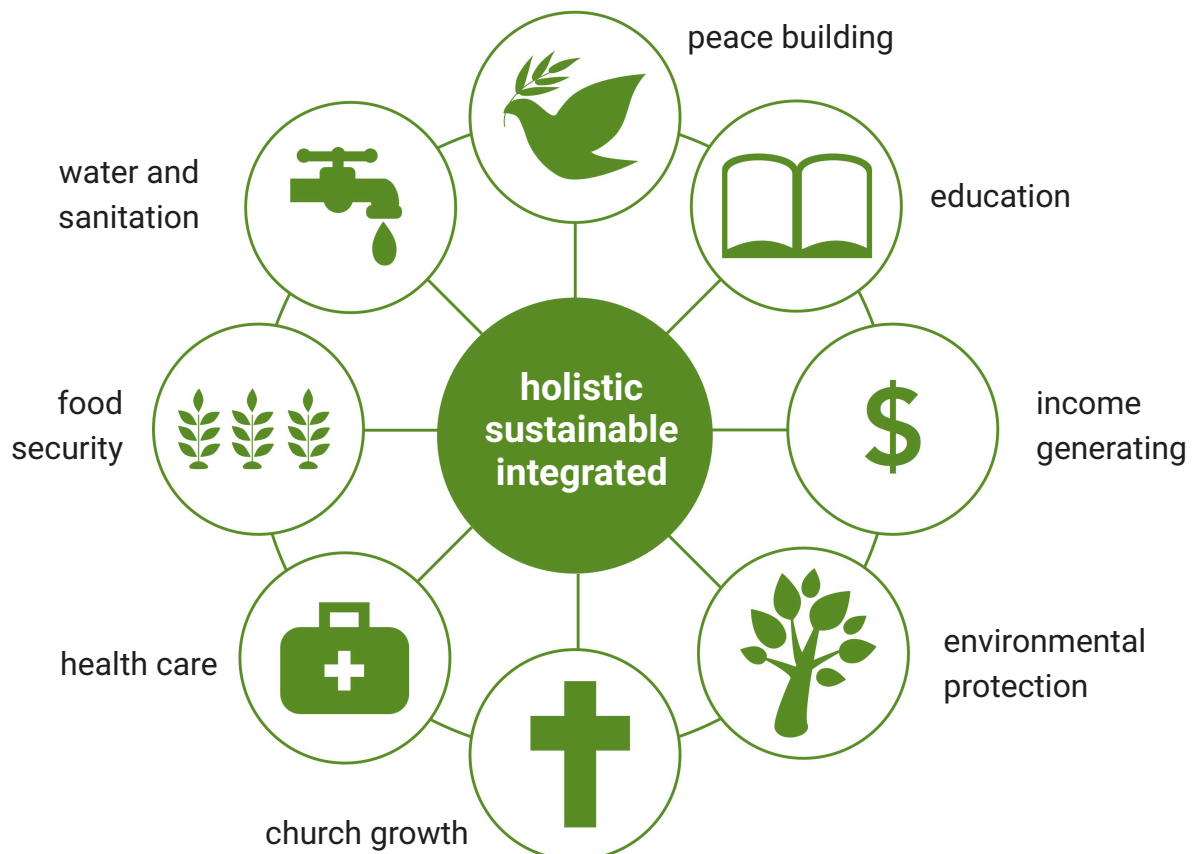 peace building
water and
sanitation
education
food
security
holistic
sustainable
integrated
$
income
generating
health care
environmental
protection
church growth